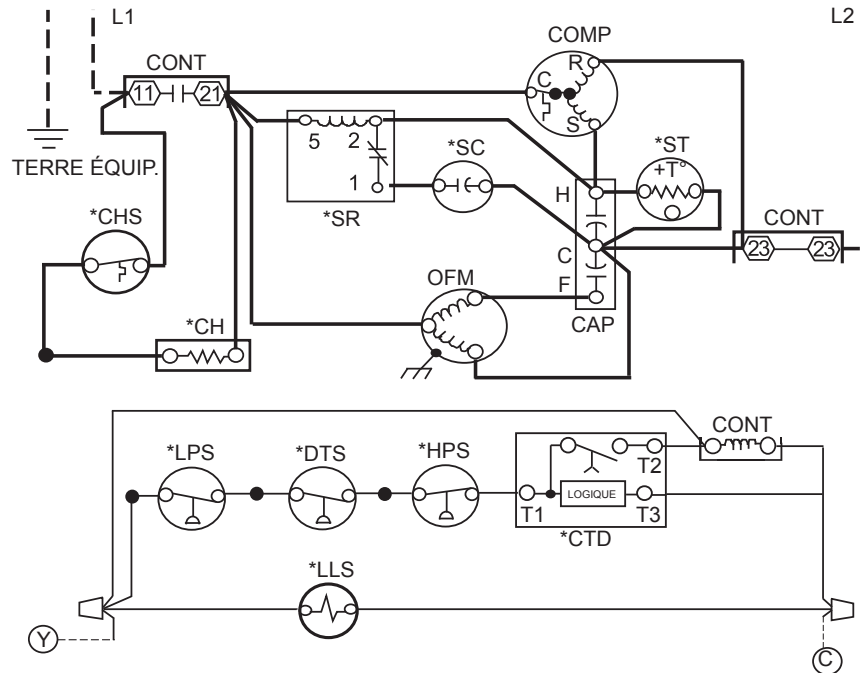 L1
L2
COMP
CONT
R
C
S
11
21
5
2
1
*SR
*SC
*ST
+T°
TERRE ÉQUIP.
H
C
F
CAP
CONT
23
23
*CHS
OFM
*CH
CONT
*LPS
*DTS
*HPS
T2
LOGIQUE
T1
T3
*CTD
*LLS
Y
C